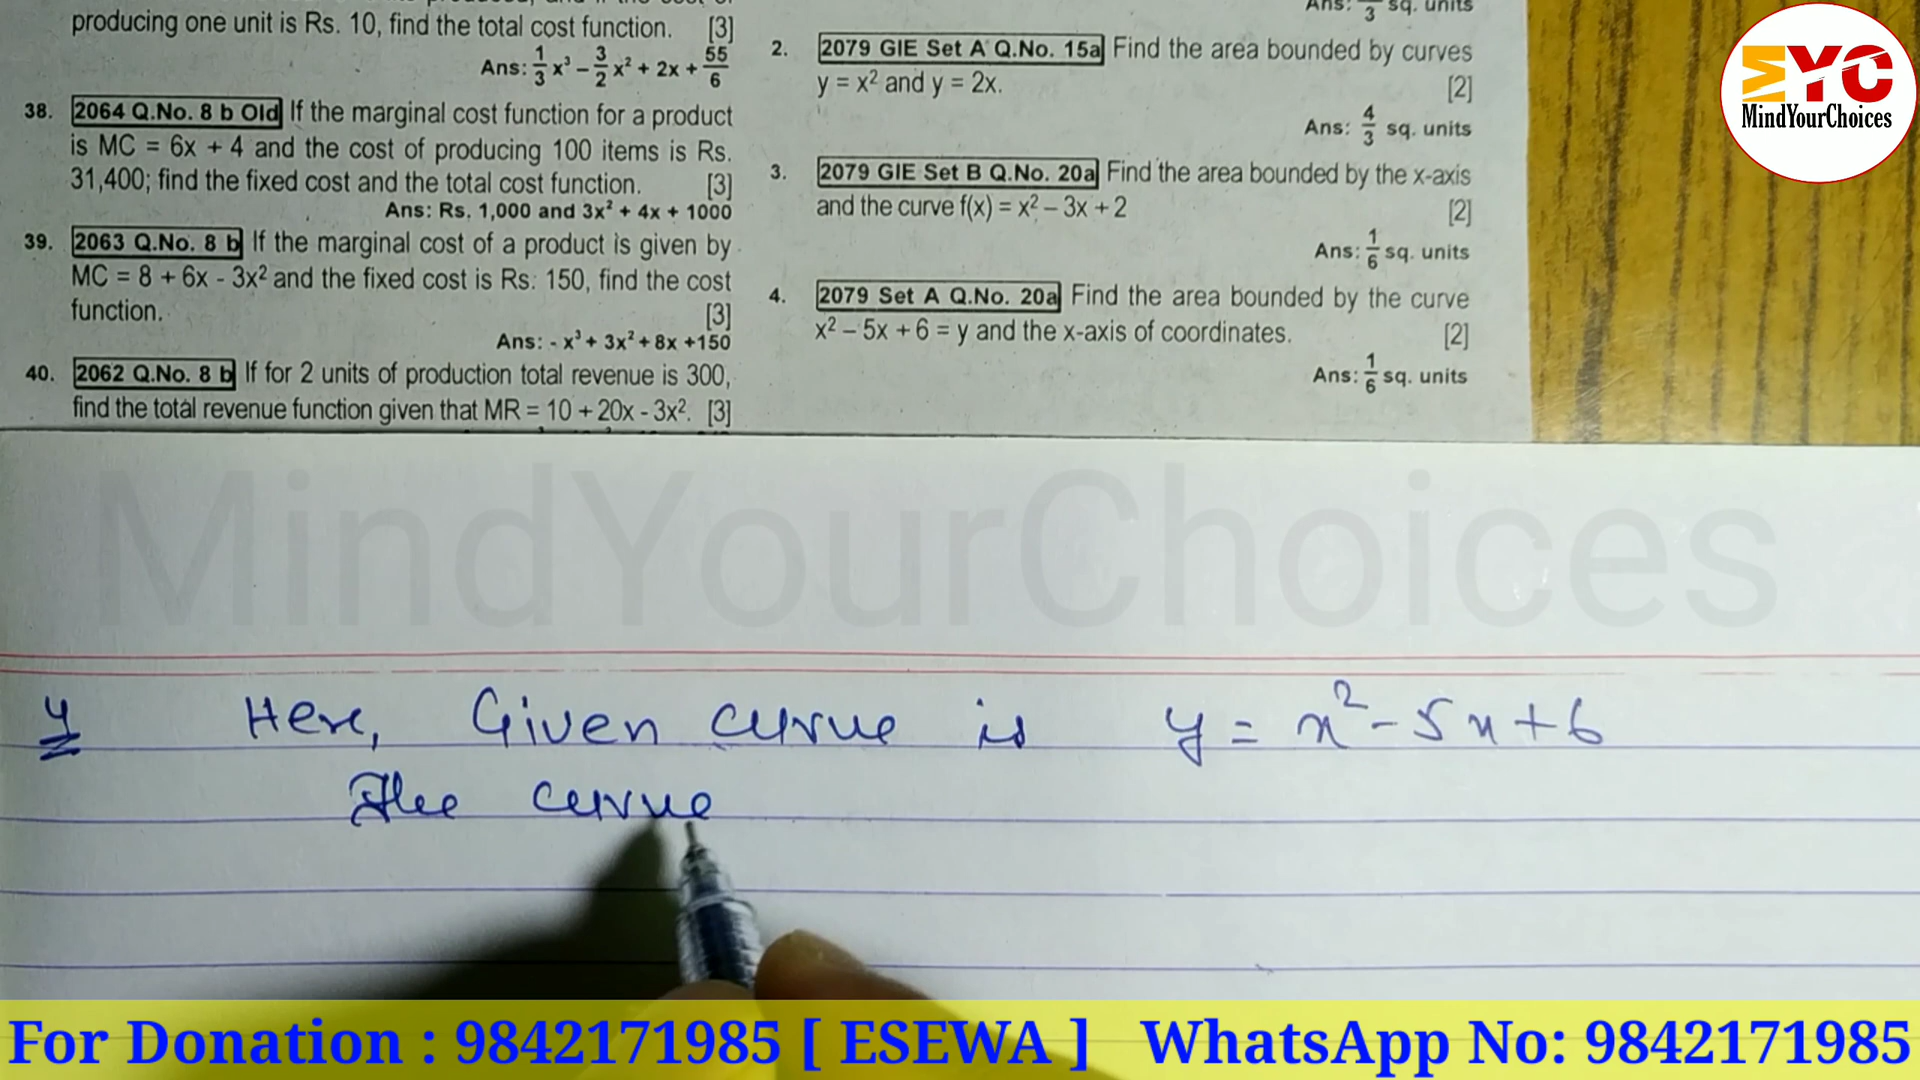 producing one unit is Rs. 10, find the total cost function. [3]
Ans: 1/3 x³ – 3/2 x² + 2x + 55/6
38. 2064 Q.No. 8 b Old If the marginal cost function for a product
is MC = 6x + 4 and the cost of producing 100 items is Rs.
31,400; find the fixed cost and the total cost function. [3]
Ans: Rs. 1,000 and 3x² + 4x + 1000
39. 2063 Q.No. 8 b If the marginal cost of a product is given by
MC = 8 + 6x - 3x² and the fixed cost is Rs. 150, find the cost
function. [3]
Ans: - x³ + 3x² + 8x +150
40. 2062 Q.No. 8 b If for 2 units of production total revenue is 300,
find the total revenue function given that MR = 10 + 20x - 3x². [3]
Ans: /3 sq. units
2. 2079 GIE Set A Q.No. 15a Find the area bounded by curves
y = x² and y = 2x. [2]
Ans: 4/3 sq. units
3. 2079 GIE Set B Q.No. 20a Find the area bounded by the x-axis
and the curve f(x) = x² – 3x + 2 [2]
Ans: 1/6 sq. units
4. 2079 Set A Q.No. 20a Find the area bounded by the curve
x² – 5x + 6 = y and the x-axis of coordinates. [2]
Ans: 1/6 sq. units
MYC
MindYourChoices
MindYourChoices
4 Here, Given curve is y = x² - 5x + 6
The curve
For Donation : 9842171985 [ ESEWA ] WhatsApp No: 9842171985